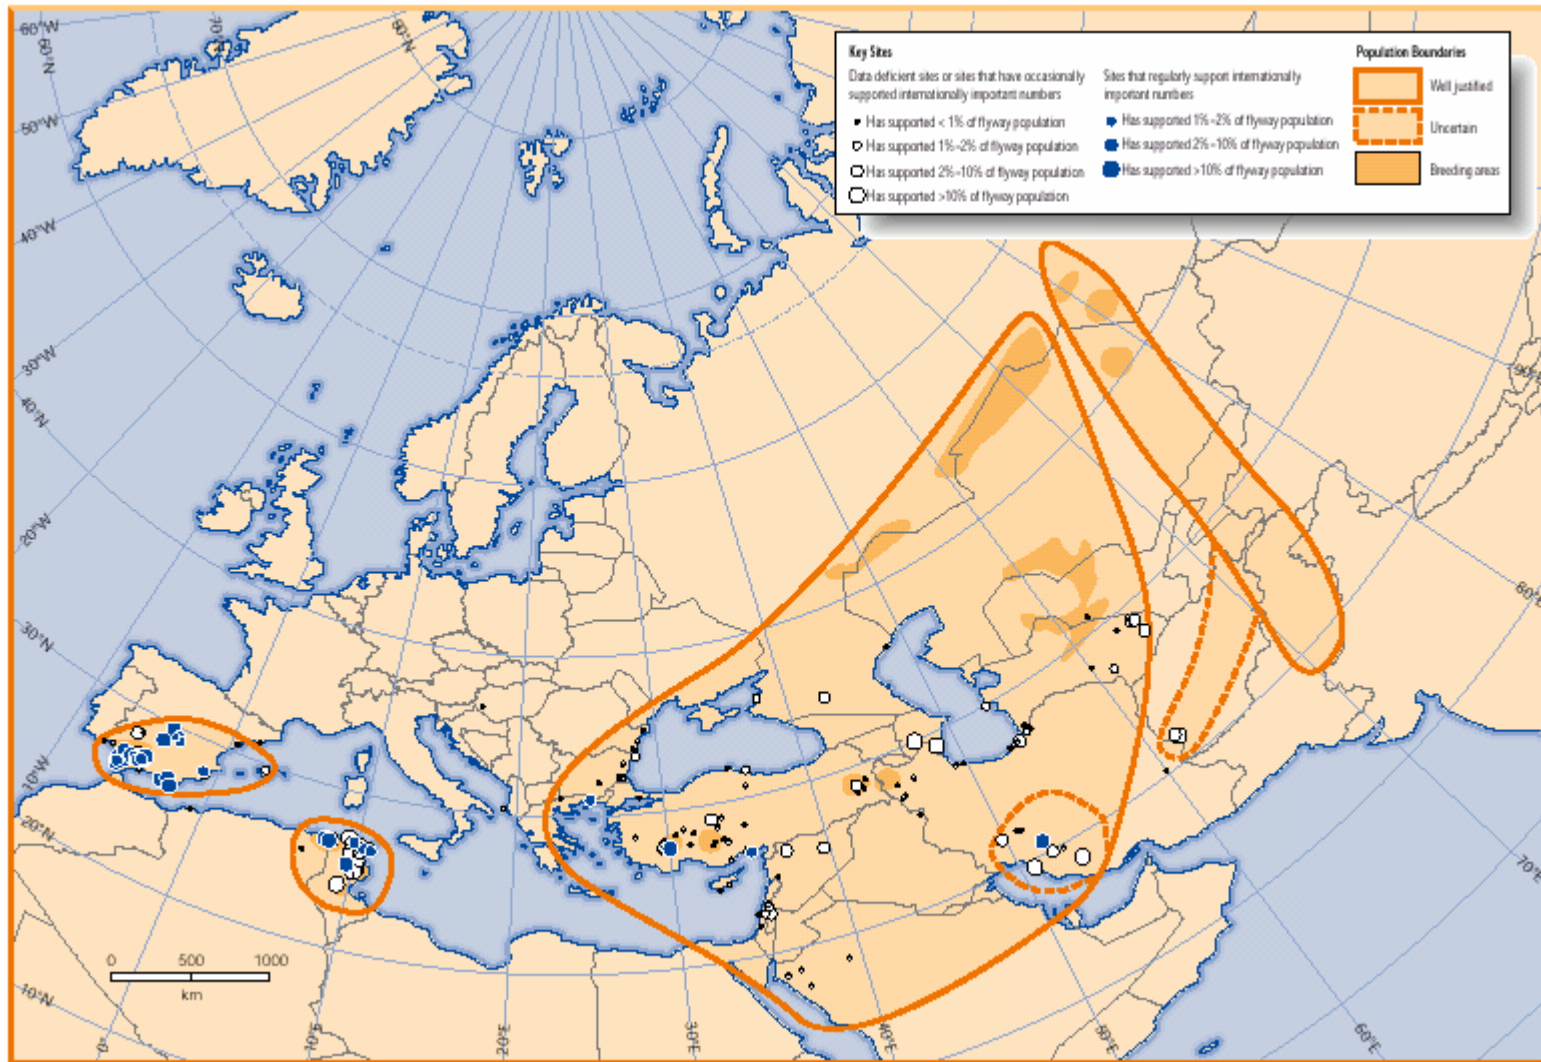 60°W
60°N
70°N
80°N
50°W
40°W
30°W
40°N
20°W
30°N
10°W
20°N
10°N
0°
10°E
20°E
30°E
40°E
60°E
60°E
70°E
80°E
90°E
Key Sites
Data deficient sites or sites that have occasionally
supported internationally important numbers
Has supported < 1% of flyway population
Has supported 1%–2% of flyway population
Has supported 2%–10% of flyway population
Has supported >10% of flyway population
Sites that regularly support internationally
important numbers
Has supported 1%–2% of flyway population
Has supported 2%–10% of flyway population
Has supported >10% of flyway population
Population Boundaries
Well justified
Uncertain
Breeding areas
0 500 1000
km